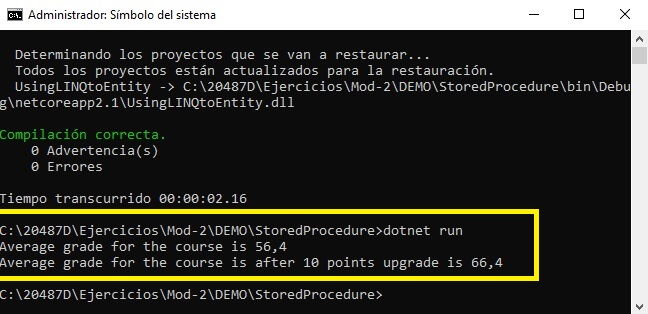 Administrador: Símbolo del sistema
Determinando los proyectos que se van a restaurar...
Todos los proyectos están actualizados para la restauración.
UsingLINQtoEntity -> C:\20487D\Ejercicios\Mod-2\DEMO\StoredProcedure\bin\Debu
g\netcoreapp2.1\UsingLINQtoEntity.dll
Compilación correcta.
0 Advertencia(s)
0 Errores
Tiempo transcurrido 00:00:02.16
C:\20487D\Ejercicios\Mod-2\DEMO\StoredProcedure>dotnet run
Average grade for the course is 56,4
Average grade for the course is after 10 points upgrade is 66,4
C:\20487D\Ejercicios\Mod-2\DEMO\StoredProcedure>